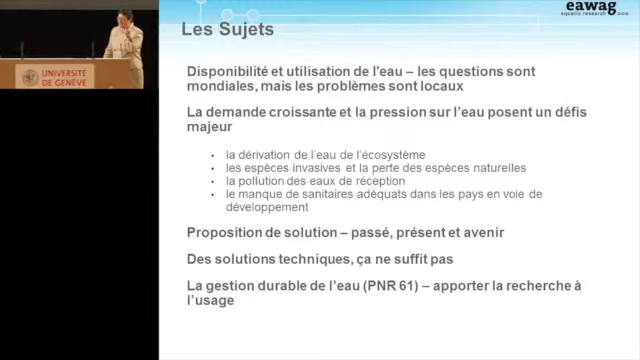 eawag
aquatic research
Les Sujets
UNIVERSITÉ
DE GENÈVE
Disponibilité et utilisation de l'eau – les questions sont
mondiales, mais les problèmes sont locaux
La demande croissante et la pression sur l'eau posent un défis
majeur
• la dérivation de l'eau de l'écosystème
• les espèces invasives et la perte des espèces naturelles
• la pollution des eaux de réception
• le manque de sanitaires adéquats dans les pays en voie de
développement
Proposition de solution – passé, présent et avenir
Des solutions techniques, ça ne suffit pas
La gestion durable de l'eau (PNR 61) – apporter la recherche à
l'usage